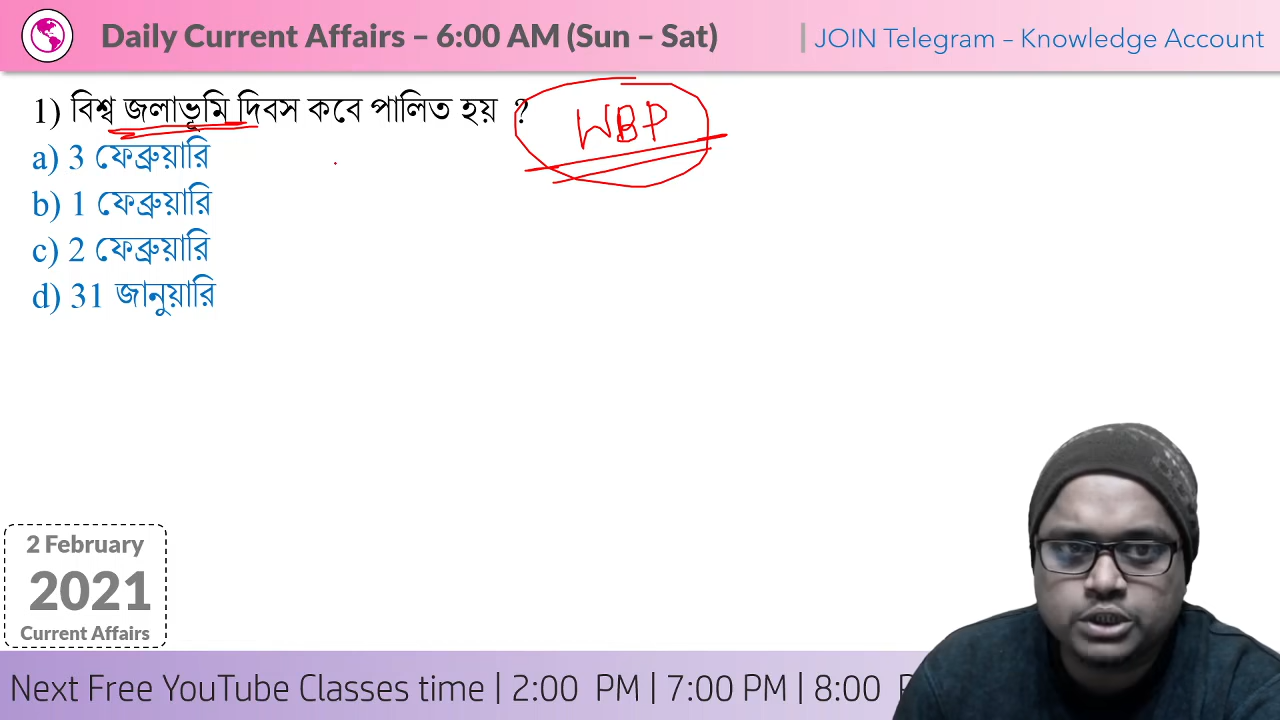 Daily Current Affairs – 6:00 AM (Sun – Sat)
JOIN Telegram – Knowledge Account
1) বিশ্ব জলাভূমি দিবস কবে পালিত হয় ?
WBP
a) 3 ফেব্রুয়ারি
b) 1 ফেব্রুয়ারি
c) 2 ফেব্রুয়ারি
d) 31 জানুয়ারি
2 February
2021
Current Affairs
Next Free YouTube Classes time | 2:00 PM | 7:00 PM | 8:00